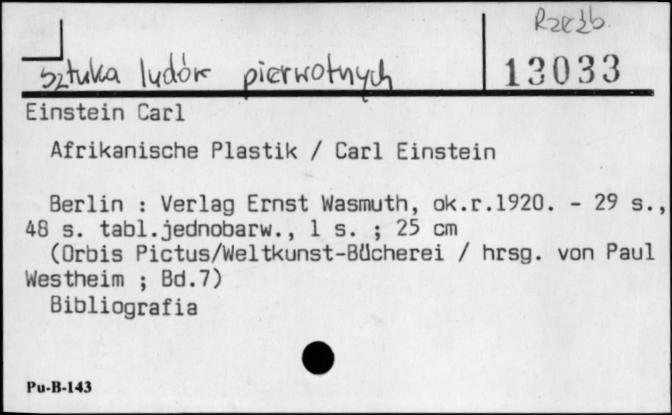 Rzeźb.
sztuka ludów pierwotnych
13033
Einstein Carl
Afrikanische Plastik / Carl Einstein
Berlin : Verlag Ernst Wasmuth, ok.r.1920. - 29 s.,
48 s. tabl.jednobarw., 1 s. ; 25 cm
(Orbis Pictus/Weltkunst-Bücherei / hrsg. von Paul
Westheim ; Bd.7)
Bibliografia
Pu-B-143